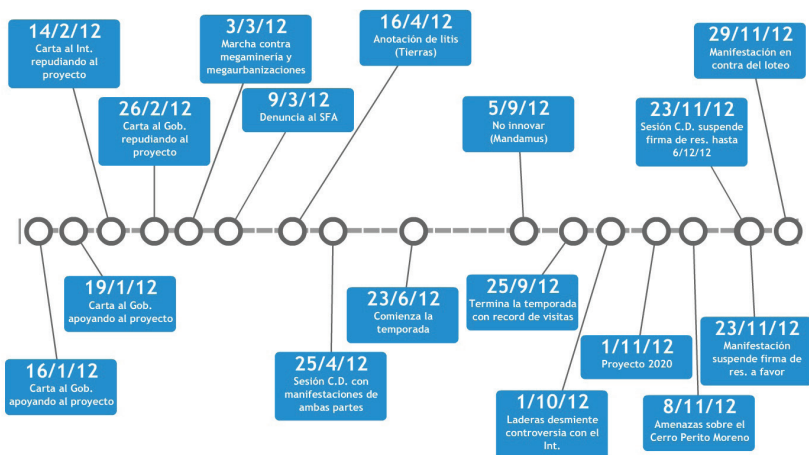 14/2/12
Carta al Int.
repudiando al
proyecto
26/2/12
Carta al Gob.
repudiando al
proyecto
3/3/12
Marcha contra
megaminería y
megaurbanizaciones
9/3/12
Denuncia al SFA
16/4/12
Anotación de litis
(Tierras)
5/9/12
No innovar
(Mandamus)
23/11/12
Sesión C.D. suspende
firma de res. hasta
6/12/12
29/11/12
Manifestación en
contra del loteo
16/1/12
Carta al Gob.
apoyando al proyecto
19/1/12
Carta al Gob.
apoyando al proyecto
25/4/12
Sesión C.D. con
manifestaciones de
ambas partes
23/6/12
Comienza la
temporada
25/9/12
Termina la temporada
con record de visitas
1/10/12
Laderas desmiente
controversia con el
Int.
1/11/12
Proyecto 2020
8/11/12
Amenazas sobre el
Cerro Perito Moreno
23/11/12
Manifestación
suspende firma de
res. a favor